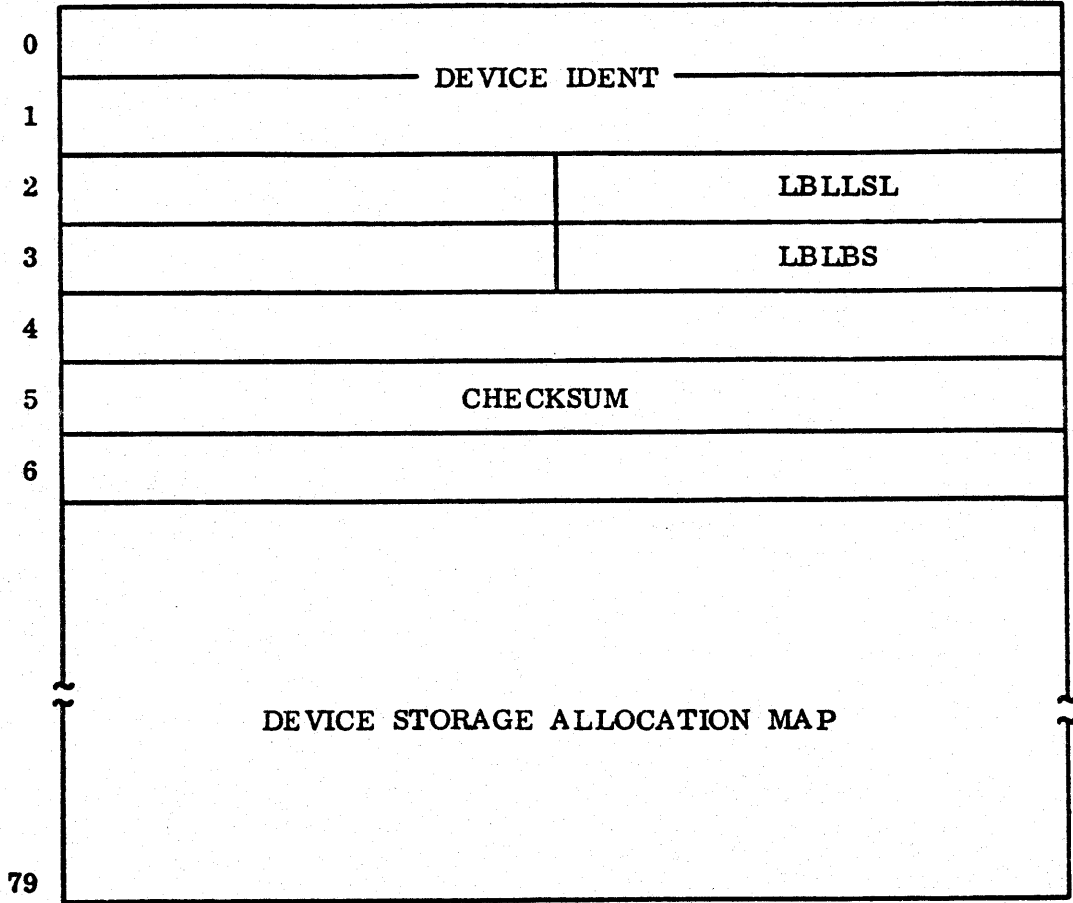 0
DEVICE IDENT
1
2 LBLLSL
3 LBLBS
4
5 CHECKSUM
6
DEVICE STORAGE ALLOCATION MAP
79